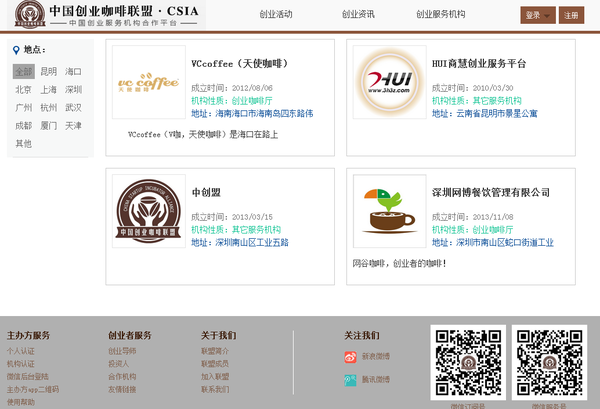 中国创业咖啡联盟·CSIA
中国创业服务机构合作平台
创业活动
创业资讯
创业服务机构
登录
注册
地点:
全部 昆明 海口
北京 上海 深圳
广州 杭州 武汉
成都 厦门 天津
其他
vc coffee
天使咖啡
VCcoffee（天使咖啡）
成立时间: 2012/08/06
机构性质: 创业咖啡厅
地址: 海南海口市海南岛四东路伟
VCcoffee（V咖，天使咖啡）是海口在路上
HUI
www.3h3z.com
HUI商慧创业服务平台
成立时间: 2010/03/30
机构性质: 其它服务机构
地址: 云南省昆明市景星公寓
CHINA STARTUP INCUBATOR ALLIANCE
中国创业咖啡联盟
中创盟
成立时间: 2013/03/15
机构性质: 其它服务机构
地址: 深圳南山区工业五路
深圳网博餐饮管理有限公司
成立时间: 2013/11/08
机构性质: 创业咖啡厅
地址: 深圳市南山区蛇口街道工业
网谷咖啡，创业者的咖啡！
主办方服务
个人认证
机构认证
微信后台登陆
主办方app二维码
使用帮助
创业者服务
创业导师
投资人
合作机构
友情链接
关于我们
联盟简介
联盟成员
加入联盟
联系我们
关注我们
新浪微博
腾讯微博
微信订阅号
微信服务号